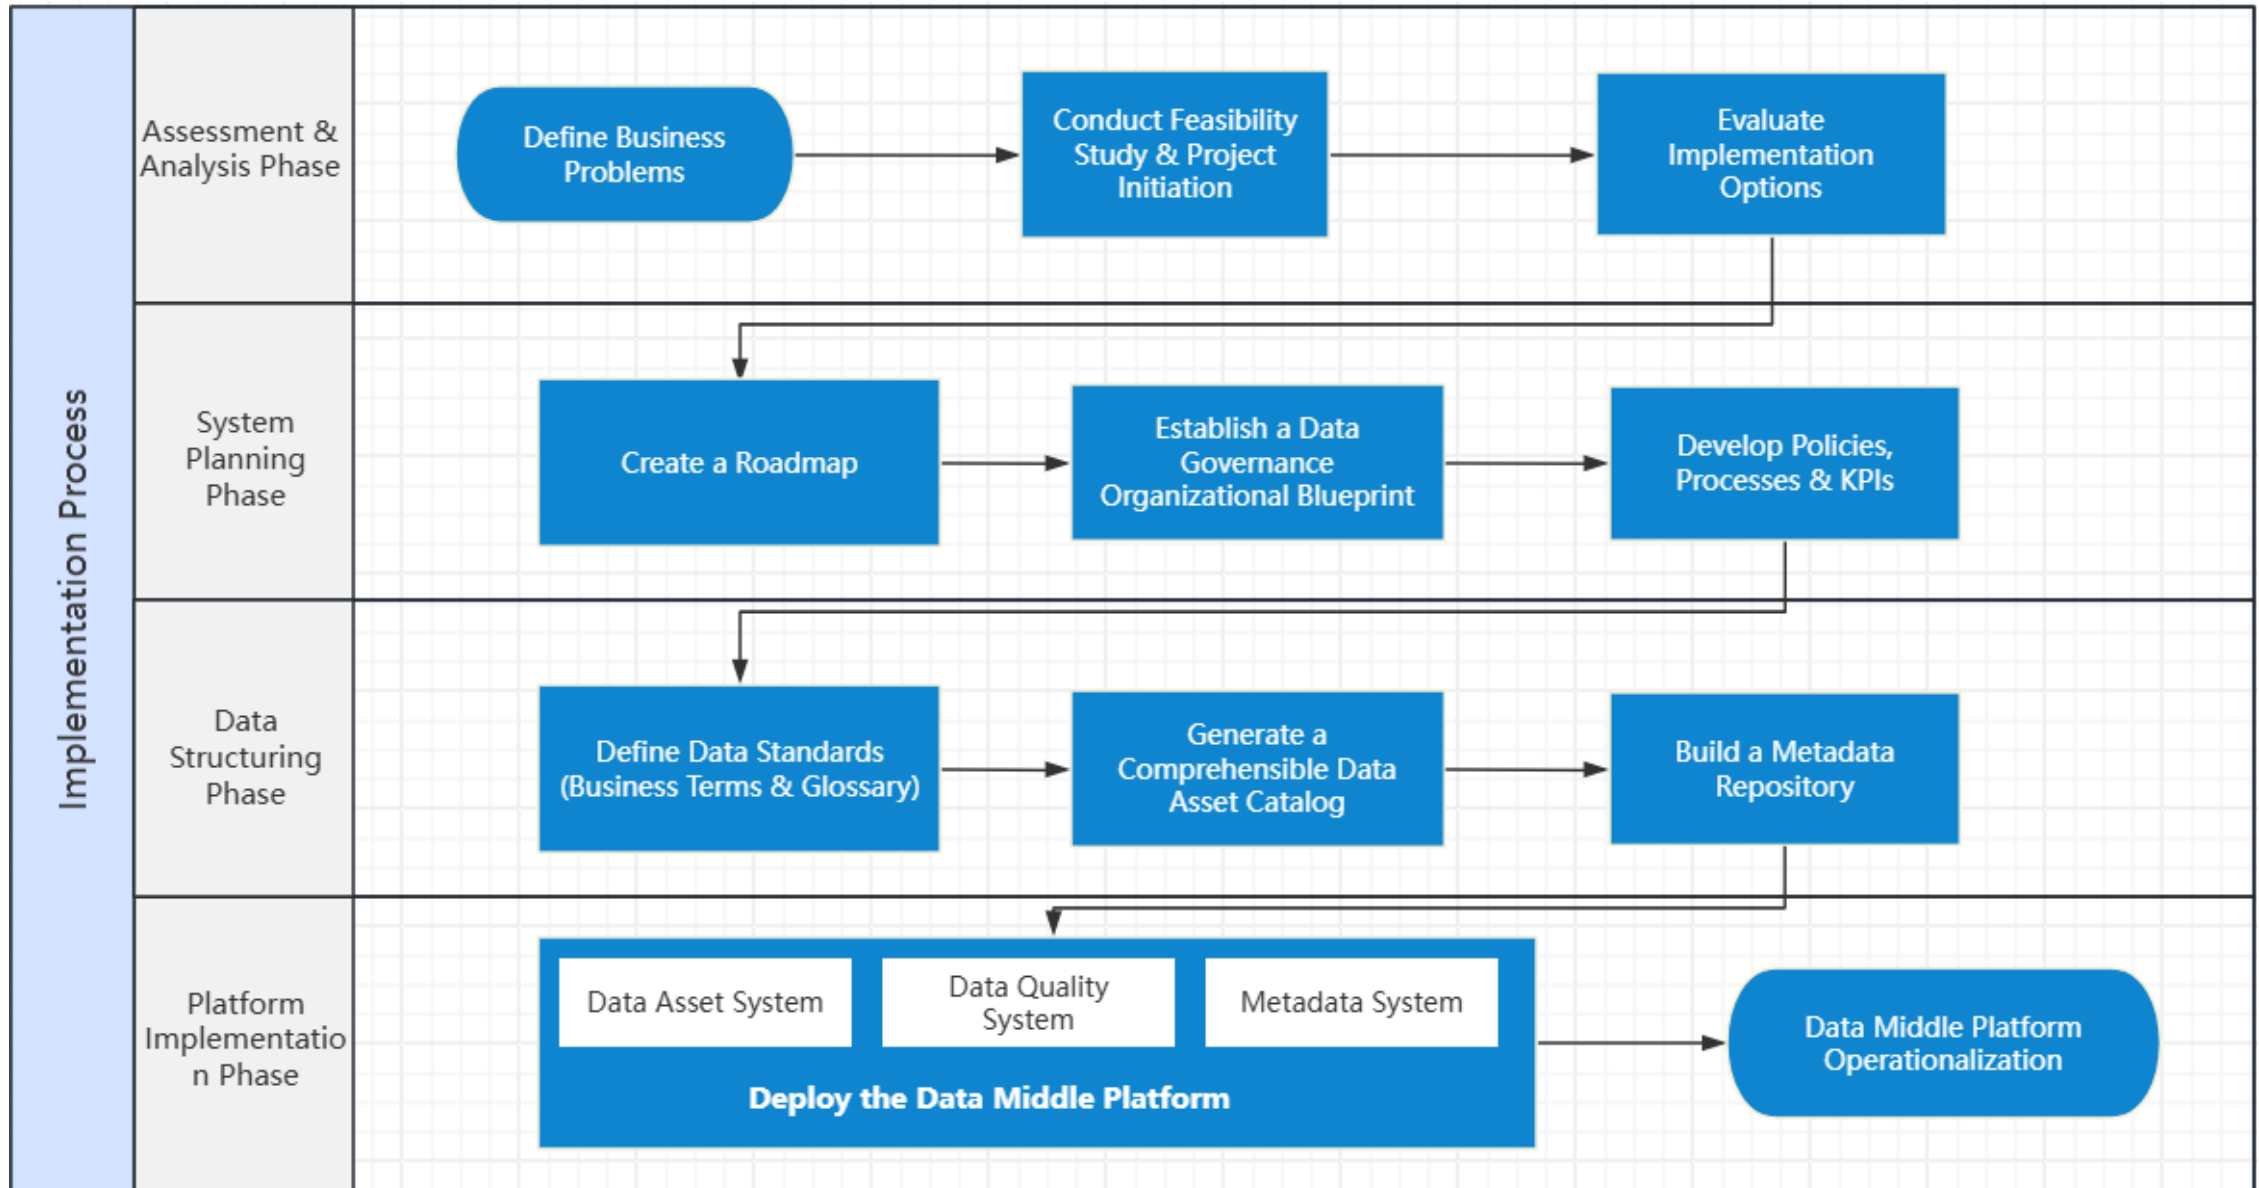 Implementation Process
Assessment &
Analysis Phase
Define Business
Problems
Conduct Feasibility
Study & Project
Initiation
Evaluate
Implementation
Options
System
Planning
Phase
Create a Roadmap
Establish a Data
Governance
Organizational Blueprint
Develop Policies,
Processes & KPIs
Data
Structuring
Phase
Define Data Standards
(Business Terms & Glossary)
Generate a
Comprehensible Data
Asset Catalog
Build a Metadata
Repository
Platform
Implementatio
n Phase
Data Asset System
Data Quality
System
Metadata System
Deploy the Data Middle Platform
Data Middle Platform
Operationalization